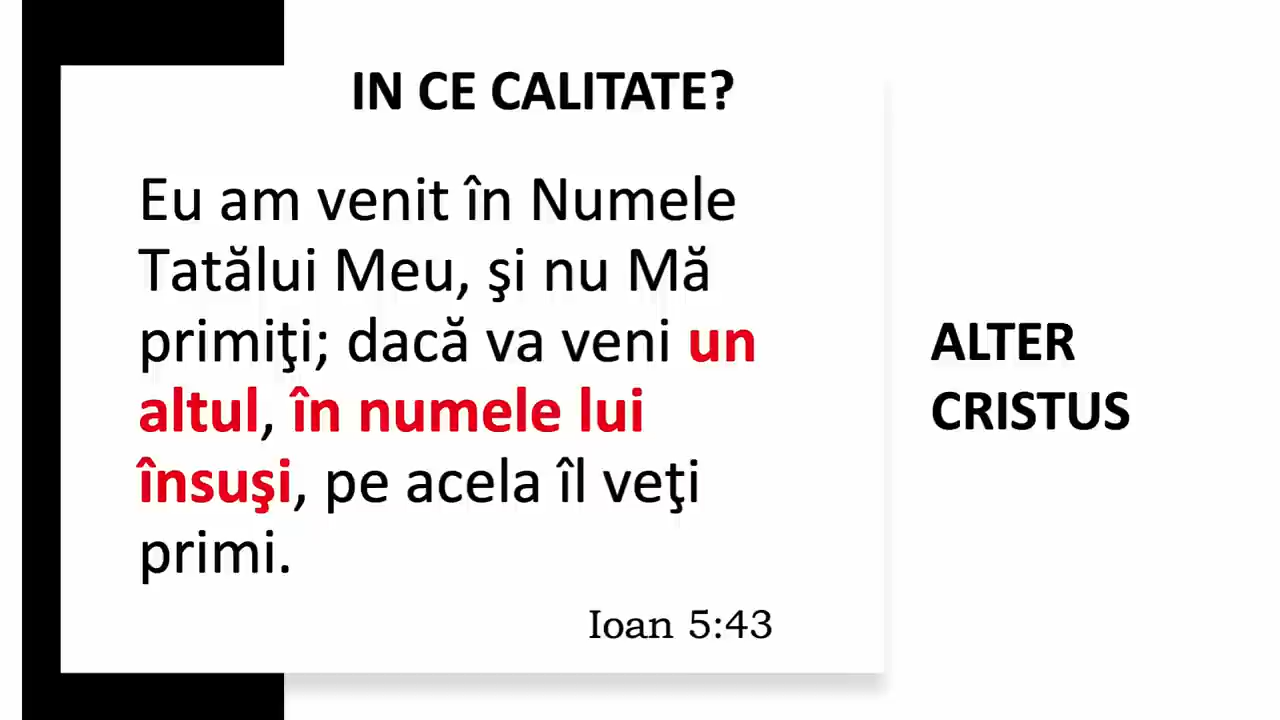 IN CE CALITATE?
Eu am venit în Numele
Tatălui Meu, şi nu Mă
primiţi; dacă va veni un
altul, în numele lui
însuşi, pe acela îl veţi
primi.
Ioan 5:43
ALTER
CRISTUS